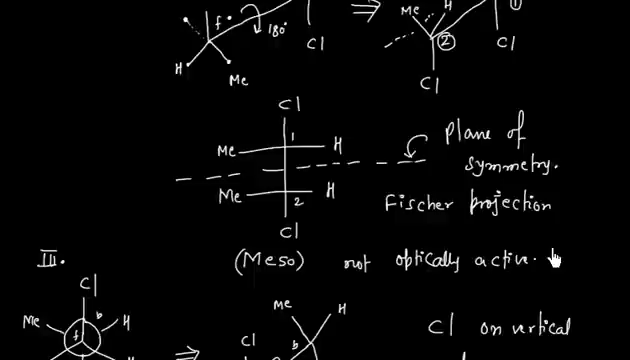 f
180°
Cl
H
Me
⇒
Me H
①
②
Cl
Cl
Cl
1
Me H
Me H
2
Cl
Plane of
symmetry.
Fischer projection
(Meso) not optically active.
III.
Cl
Me b H
f
⇒
Me H
Cl b
Cl on vertical